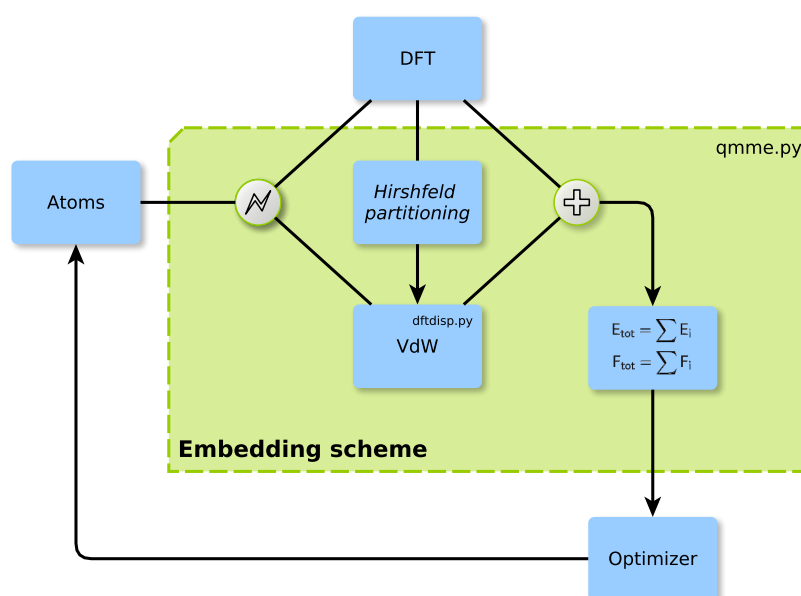 DFT
qmme.py
Atoms
Hirshfeld
partitioning
dftdisp.py
VdW
E_tot = ∑ E_i
F_tot = ∑ F_i
Embedding scheme
Optimizer